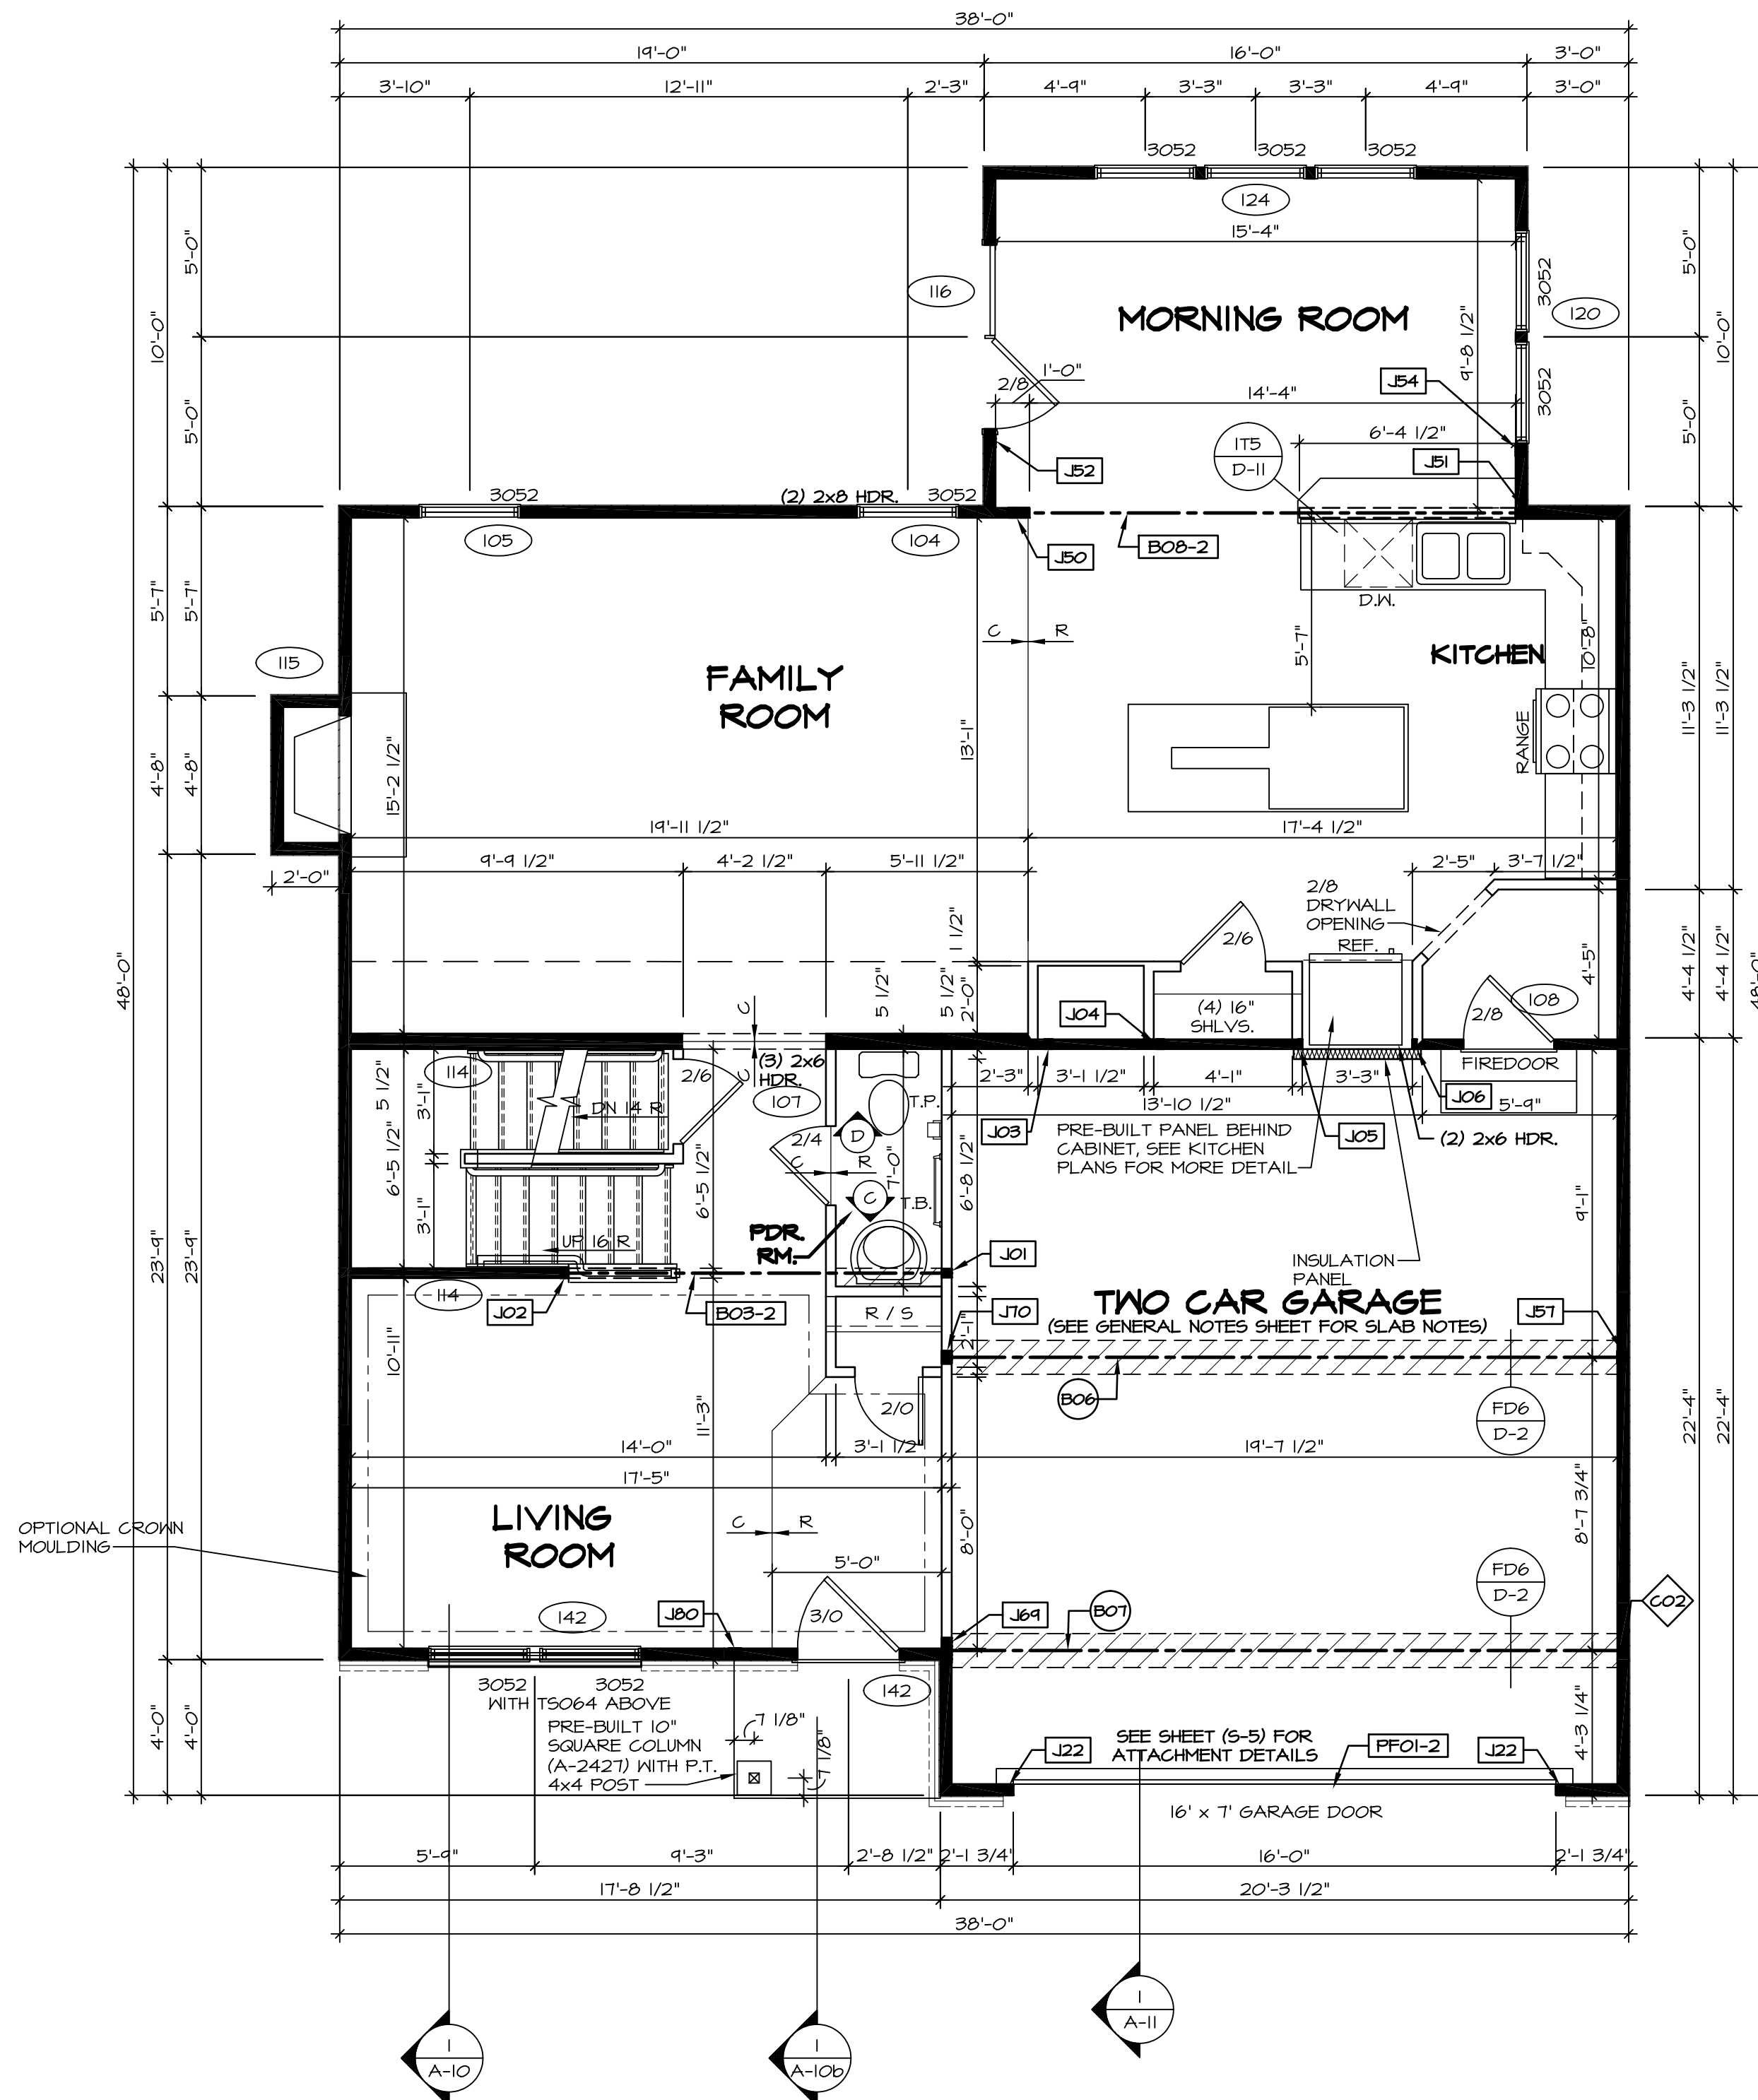 38'-0"
19'-0" 16'-0" 3'-0"
3'-10" 12'-11" 2'-3" 4'-9" 3'-3" 3'-3" 4'-9" 3'-0"
3052 3052 3052
124
15'-4"
5'-0" 5'-0"
116 3052 120
MORNING ROOM
10'-0" 9'-8 1/2" 10'-0"
2/8 1'-0" J54 3052
14'-4"
5'-0" 6'-4 1/2" 5'-0"
1T5
D-11
J52 J51
3052 (2) 2x8 HDR. 3052
105 104 J50 B08-2
D.W.
5'-7" 5'-7" C R 5'-7" 10'-8"
115 KITCHEN
FAMILY
ROOM
11'-3 1/2" 11'-3 1/2"
4'-8" 4'-8" 15'-2 1/2" 13'-1" RANGE
19'-11 1/2" 17'-4 1/2"
9'-9 1/2" 4'-2 1/2" 5'-11 1/2" 2'-5" 3'-7 1/2"
2'-0"
2/8
DRYWALL
OPENING
2/6 REF.
48'-0" 1 1/2" 4'-5" 4'-4 1/2" 4'-4 1/2" 48'-0"
C 5 1/2" 5 1/2" 2'-0" J04 (4) 16"
SHLVS.
2/8 108
C
114 2/6 (3) 2x6
HDR.
FIREDOOR
5 1/2" 3'-1" DN 14 R 107 T.P. 2'-3" 3'-1 1/2" 4'-1" 3'-3" J06
13'-10 1/2" 5'-9"
2/4 D J03 J05 (2) 2x6 HDR.
PRE-BUILT PANEL BEHIND
CABINET, SEE KITCHEN
PLANS FOR MORE DETAIL
C R 7'-0"
6'-5 1/2" 3'-1" 6'-5 1/2" C T.B. 6'-8 1/2" 9'-1"
UP 16 R PDR.
RM.
J01 INSULATION
PANEL
23'-9" 23'-9"
114 J02 B03-2 R / S J70 TWO CAR GARAGE J57
(SEE GENERAL NOTES SHEET FOR SLAB NOTES)
10'-11" 2'-1"
B06
11'-3" 2/0 FD6
D-2
22'-4" 22'-4"
14'-0" 3'-1 1/2" 19'-7 1/2"
17'-5"
LIVING
ROOM
OPTIONAL CROWN
MOULDING
C R 8'-0" 8'-7 3/4"
5'-0" FD6
D-2
142 J80 3/0 J69 B07 C02
3052 3052 142
WITH TS064 ABOVE
PRE-BUILT 10"
SQUARE COLUMN
(A-2427) WITH P.T.
4x4 POST
7 1/8"
7 1/8"
4'-0" 4'-0" 4'-3 1/4"
J22 SEE SHEET (S-5) FOR
ATTACHMENT DETAILS
PF01-2 J22
16' x 7' GARAGE DOOR
5'-9" 9'-3" 2'-8 1/2" 2'-1 3/4" 16'-0" 2'-1 3/4"
17'-8 1/2" 20'-3 1/2"
38'-0"
1
A-11
1
A-10
1
A-10b